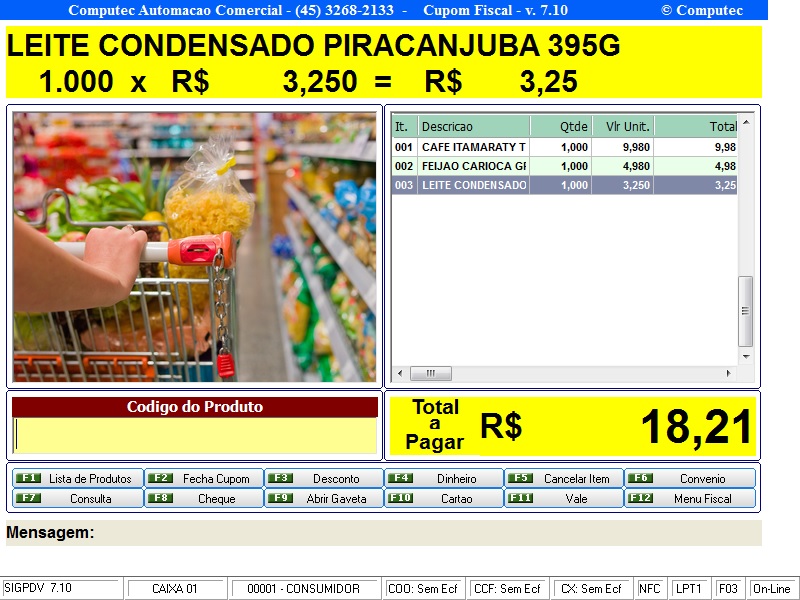 Computec Automacao Comercial - (45) 3268-2133 - Cupom Fiscal - v. 7.10 © Computec
LEITE CONDENSADO PIRACANJUBA 395G
1.000 x R$ 3,250 = R$ 3,25
It. Descricao Qtde Vlr Unit. Total
001 CAFE ITAMARATY T 1,000 9,980 9,98
002 FEIJAO CARIOCA GR 1,000 4,980 4,98
003 LEITE CONDENSADO 1,000 3,250 3,25
Codigo do Produto
Total a Pagar R$ 18,21
F1 Lista de Produtos F2 Fecha Cupom F3 Desconto F4 Dinheiro F5 Cancelar Item F6 Convenio
F7 Consulta F8 Cheque F9 Abrir Gaveta F10 Cartao F11 Vale F12 Menu Fiscal
Mensagem:
SIGPDV 7.10 CAIXA 01 00001 - CONSUMIDOR COO: Sem Ecf CCF: Sem Ecf CX: Sem Ecf NFC LPT1 F03 On-Line